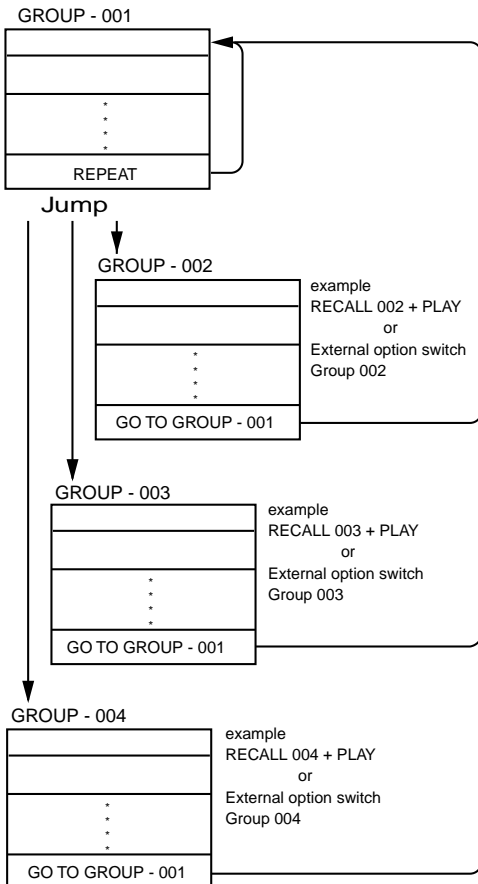 GROUP - 001
*
*
*
*
REPEAT
Jump
GROUP - 002
*
*
*
*
GO TO GROUP - 001
example
RECALL 002 + PLAY
or
External option switch
Group 002
GROUP - 003
*
*
*
*
GO TO GROUP - 001
example
RECALL 003 + PLAY
or
External option switch
Group 003
GROUP - 004
*
*
*
*
GO TO GROUP - 001
example
RECALL 004 + PLAY
or
External option switch
Group 004